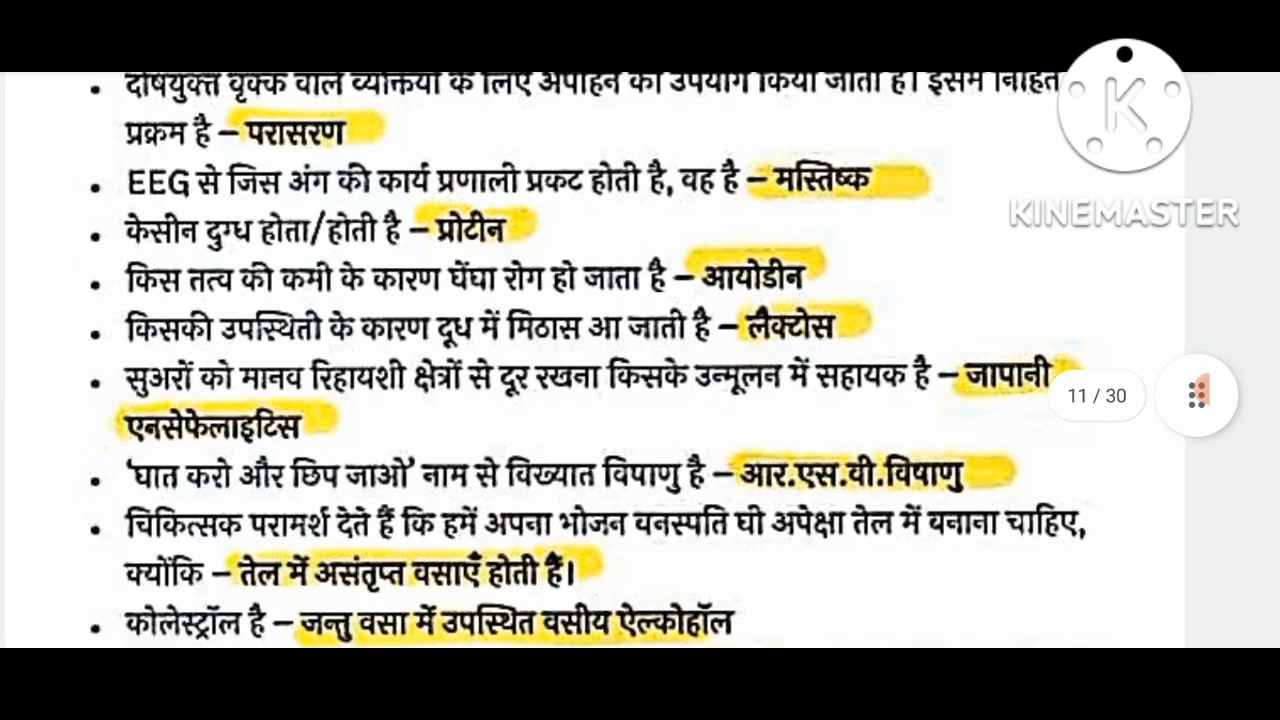 दोषयुक्त वृक्क वाले व्यक्तियों के लिए अपोहन का उपयोग किया जाता है। इसमें निहित
प्रक्रम है – परासरण
• EEG से जिस अंग की कार्य प्रणाली प्रकट होती है, वह है – मस्तिष्क
• केसीन दुग्ध होता/होती है – प्रोटीन
• किस तत्व की कमी के कारण घेंघा रोग हो जाता है – आयोडीन
• किसकी उपस्थिती के कारण दूध में मिठास आ जाती है – लैक्टोस
• सुअरों को मानव रिहायशी क्षेत्रों से दूर रखना किसके उन्मूलन में सहायक है – जापानी
एनसेफेलाइटिस
• 'घात करो और छिप जाओ' नाम से विख्यात विषाणु है – आर.एस.वी.विषाणु
• चिकित्सक परामर्श देते हैं कि हमें अपना भोजन वनस्पति घी अपेक्षा तेल में बनाना चाहिए,
क्योंकि – तेल में असंतृप्त वसाएँ होती हैं।
• कोलेस्ट्रॉल है – जन्तु वसा में उपस्थित वसीय ऐल्कोहॉल
K
KINEMASTER
11 / 30